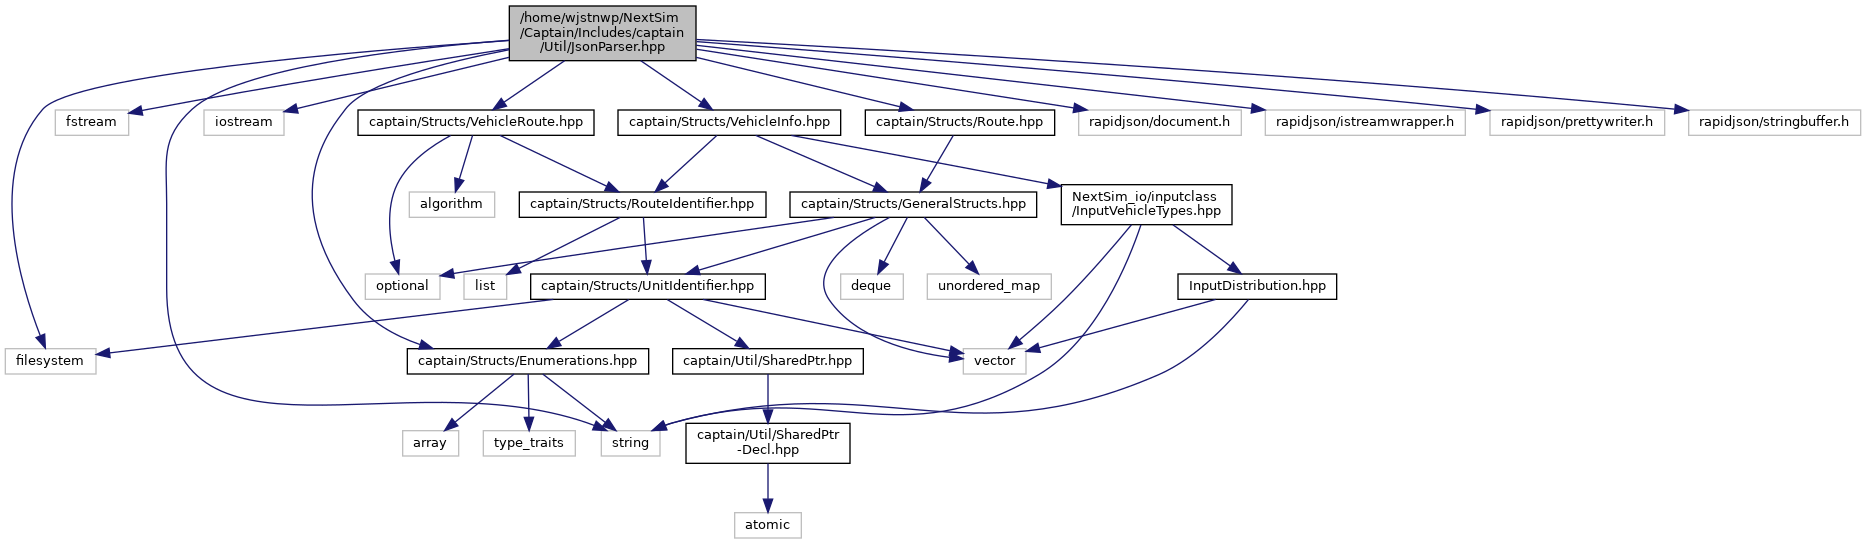 /home/wjstnwp/NextSim
/Captain/Includes/captain
/Util/JsonParser.hpp
fstream
iostream
captain/Structs/VehicleRoute.hpp
captain/Structs/VehicleInfo.hpp
captain/Structs/Route.hpp
rapidjson/document.h
rapidjson/istreamwrapper.h
rapidjson/prettywriter.h
rapidjson/stringbuffer.h
algorithm
captain/Structs/RouteIdentifier.hpp
captain/Structs/GeneralStructs.hpp
NextSim_io/inputclass
/InputVehicleTypes.hpp
optional
list
captain/Structs/UnitIdentifier.hpp
deque
unordered_map
InputDistribution.hpp
filesystem
captain/Structs/Enumerations.hpp
captain/Util/SharedPtr.hpp
vector
array
type_traits
string
captain/Util/SharedPtr
-Decl.hpp
atomic